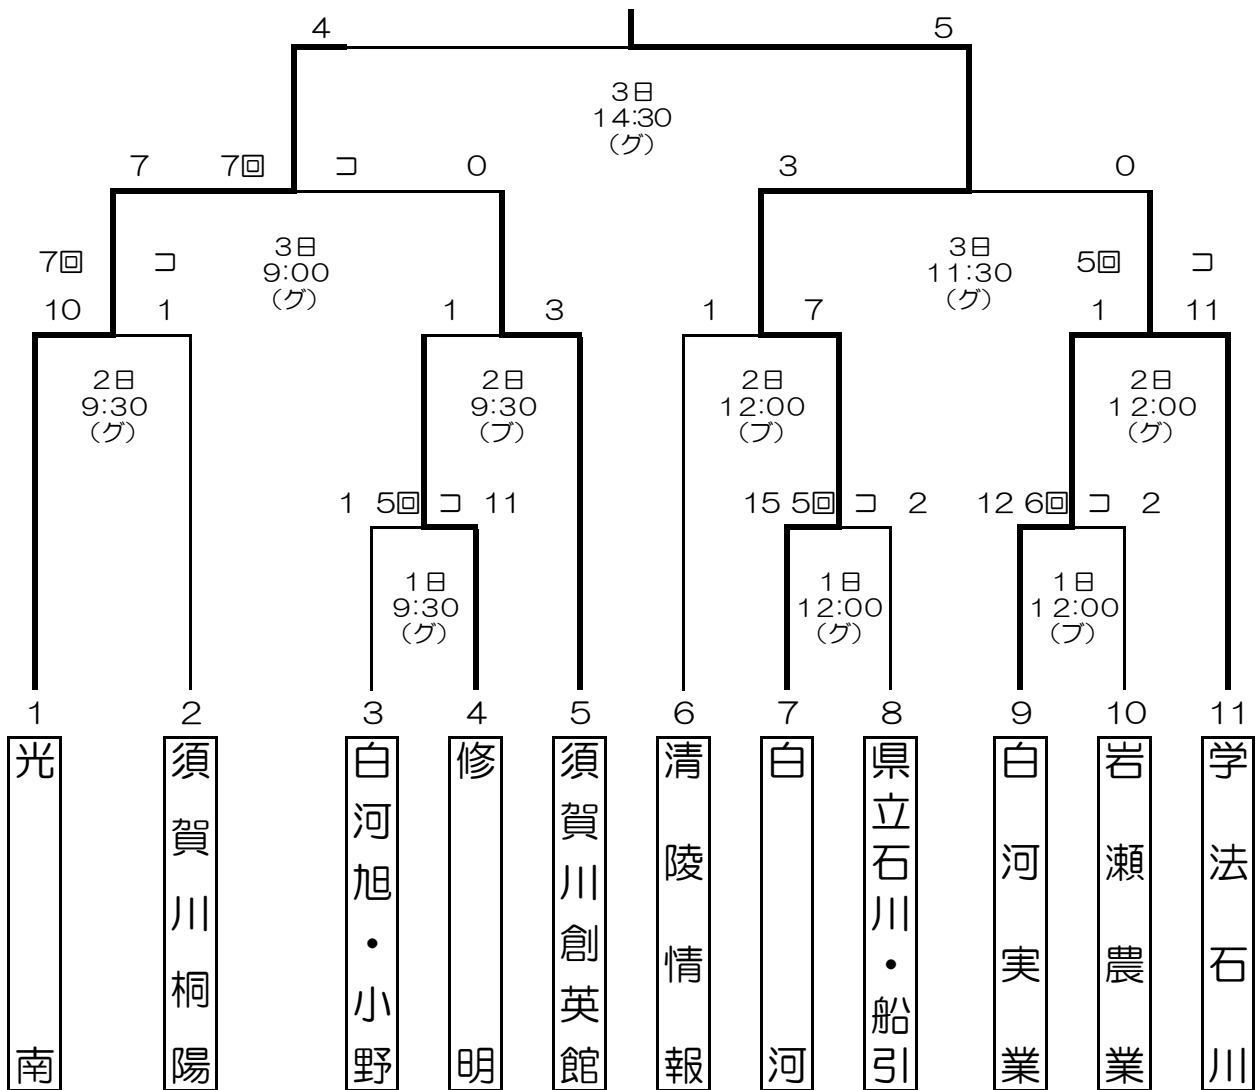 ４ ５
３日
１４:３０
（グ）
７ ７回 コ ０ ３ ０
３日
９:００
（グ）
３日
１１:３０
（グ）
７回 コ ５回 コ
１０ １ １ ３ １ ７ １ １１
２日
９:３０
（グ）
２日
９:３０
（ブ）
２日
１２:００
（ブ）
２日
１２:００
（グ）
１ ５回 コ １１ １５ ５回 コ ２ １２ ６回 コ ２
１日
９:３０
（グ）
１日
１２:００
（グ）
１日
１２:００
（ブ）
１ ２ ３ ４ ５ ６ ７ ８ ９ １０ １１
光南
須賀川桐陽
白河旭・小野
修明
須賀川創英館
清陵情報
白河
県立石川・船引
白河実業
岩瀬農業
学法石川